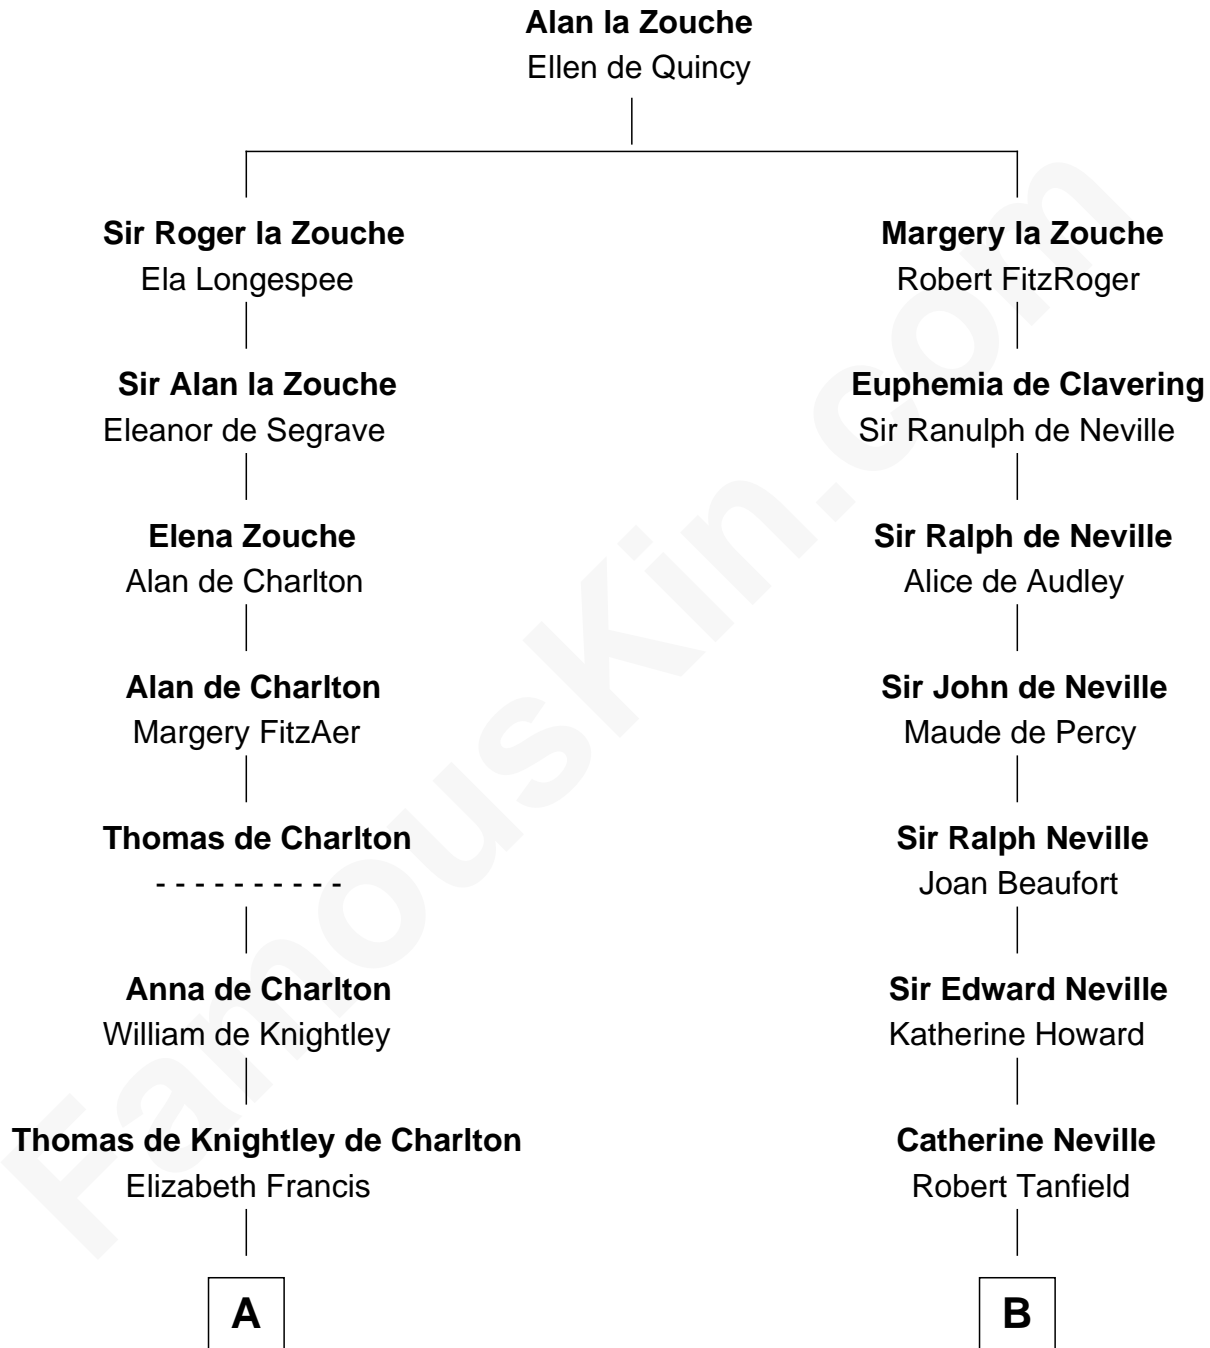 Alan la Zouche
Ellen de Quincy
Sir Roger la Zouche
Ela Longespee
Sir Alan la Zouche
Eleanor de Segrave
Elena Zouche
Alan de Charlton
Alan de Charlton
Margery FitzAer
Thomas de Charlton
- - - - - - - - - -
Anna de Charlton
William de Knightley
Thomas de Knightley de Charlton
Elizabeth Francis
A
Margery la Zouche
Robert FitzRoger
Euphemia de Clavering
Sir Ranulph de Neville
Sir Ralph de Neville
Alice de Audley
Sir John de Neville
Maude de Percy
Sir Ralph Neville
Joan Beaufort
Sir Edward Neville
Katherine Howard
Catherine Neville
Robert Tanfield
B
FamousKin.com